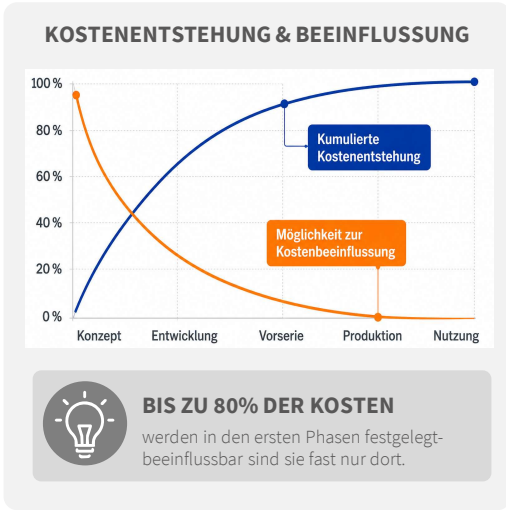 KOSTENENTSTEHUNG & BEEINFLUSSUNG
100 %
80 %
60 %
40 %
20 %
0 %
Kumulierte
Kostenentstehung
Möglichkeit zur
Kostenbeeinflussung
Konzept Entwicklung Vorserie Produktion Nutzung
BIS ZU 80% DER KOSTEN
werden in den ersten Phasen festgelegt-
beeinflussbar sind sie fast nur dort.